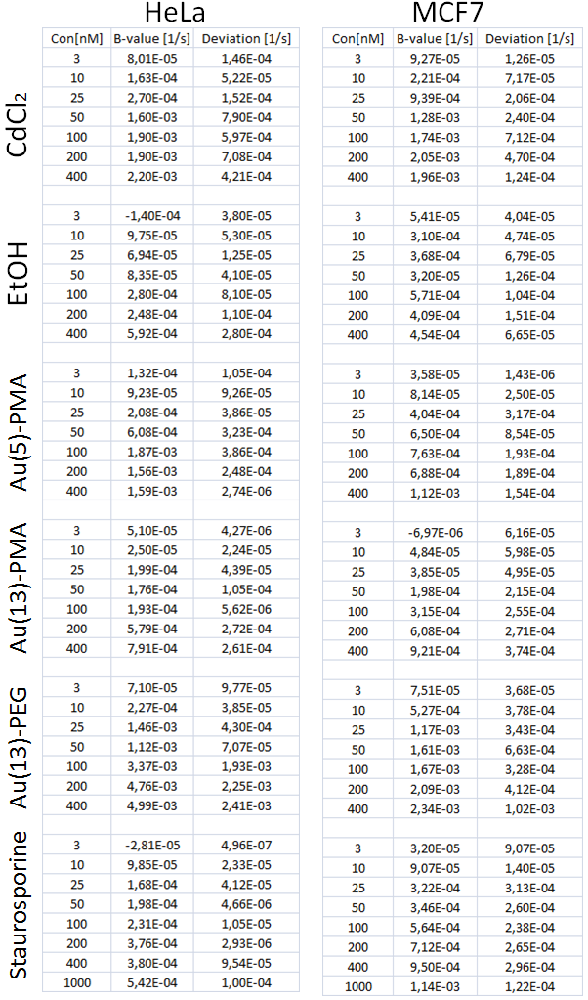 HeLa MCF7
Con[nM] B-value [1/s] Deviation [1/s] Con[nM] B-value [1/s] Deviation [1/s]
CdCl2
3 8,01E-05 1,46E-04 3 9,27E-05 1,26E-05
10 1,63E-04 5,22E-05 10 2,21E-04 7,17E-05
25 2,70E-04 1,52E-04 25 9,39E-04 2,06E-04
50 1,60E-03 7,90E-04 50 1,28E-03 2,40E-04
100 1,90E-03 5,97E-04 100 1,74E-03 7,12E-04
200 1,90E-03 7,08E-04 200 2,05E-03 4,70E-04
400 2,20E-03 4,21E-04 400 1,96E-03 1,24E-04
EtOH
3 -1,40E-04 3,80E-05 3 5,41E-05 4,04E-05
10 9,75E-05 5,30E-05 10 3,10E-04 4,74E-05
25 6,94E-05 1,25E-05 25 3,68E-04 6,79E-05
50 8,35E-05 4,10E-05 50 3,20E-05 1,26E-04
100 2,80E-04 8,10E-05 100 5,71E-04 1,04E-04
200 2,48E-04 1,10E-04 200 4,09E-04 1,51E-04
400 5,92E-04 2,80E-04 400 4,54E-04 6,65E-05
Au(5)-PMA
3 1,32E-04 1,05E-04 3 3,58E-05 1,43E-06
10 9,23E-05 9,26E-05 10 8,14E-05 2,50E-05
25 2,08E-04 3,86E-05 25 4,04E-04 3,17E-04
50 6,08E-04 3,23E-04 50 6,50E-04 8,54E-05
100 1,87E-03 3,86E-04 100 7,63E-04 1,93E-04
200 1,56E-03 2,48E-04 200 6,88E-04 1,89E-04
400 1,59E-03 2,74E-06 400 1,12E-03 1,54E-04
Au(13)-PMA
3 5,10E-05 4,27E-06 3 -6,97E-06 6,16E-05
10 2,50E-05 2,24E-05 10 4,84E-05 5,98E-05
25 1,99E-04 4,39E-05 25 3,85E-05 4,95E-05
50 1,76E-04 1,05E-04 50 1,98E-04 2,15E-04
100 1,93E-04 5,62E-06 100 3,15E-04 2,55E-04
200 5,79E-04 2,72E-04 200 6,08E-04 2,71E-04
400 7,91E-04 2,61E-04 400 9,21E-04 3,74E-04
Au(13)-PEG
3 7,10E-05 9,77E-05 3 7,51E-05 3,68E-05
10 2,27E-04 3,85E-05 10 5,27E-04 3,78E-04
25 1,46E-03 4,30E-04 25 1,17E-03 3,43E-04
50 1,12E-03 7,07E-05 50 1,61E-03 6,63E-04
100 3,37E-03 1,93E-03 100 1,67E-03 3,28E-04
200 4,76E-03 2,25E-03 200 2,09E-03 4,12E-04
400 4,99E-03 2,41E-03 400 2,34E-03 1,02E-03
Staurosporine
3 -2,81E-05 4,96E-07 3 3,20E-05 9,07E-05
10 9,85E-05 2,33E-05 10 9,07E-05 1,40E-05
25 1,68E-04 4,12E-05 25 3,22E-04 3,13E-04
50 1,98E-04 4,66E-06 50 3,46E-04 2,60E-04
100 2,31E-04 1,05E-05 100 5,64E-04 2,38E-04
200 3,76E-04 2,93E-06 200 7,12E-04 2,65E-04
400 3,80E-04 9,54E-05 400 9,50E-04 2,96E-04
1000 5,42E-04 1,00E-04 1000 1,14E-03 1,22E-04